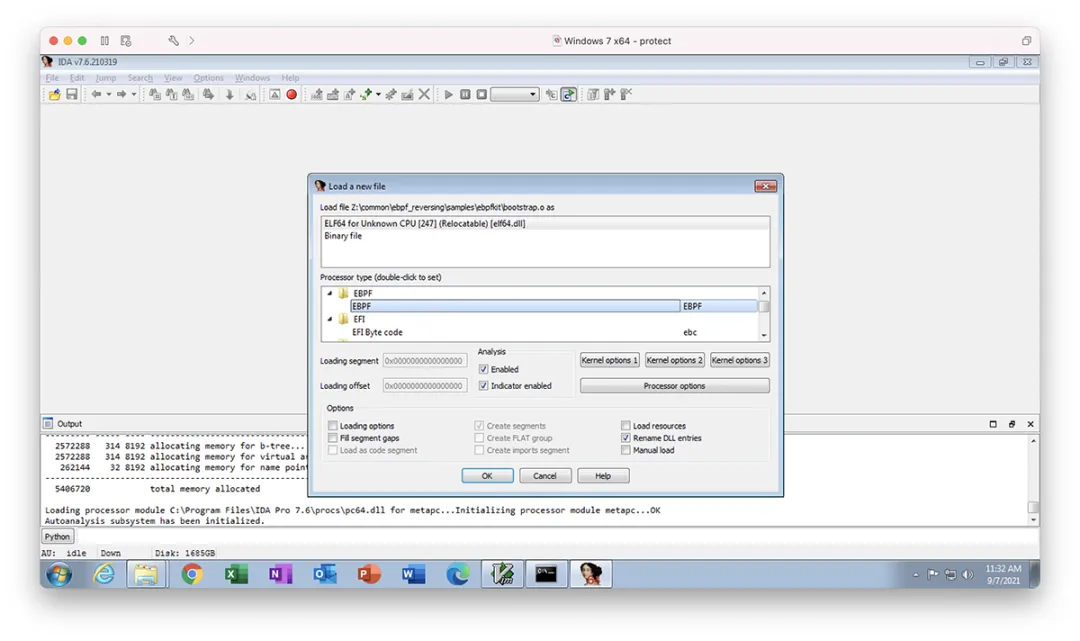 Windows 7 x64 - protect
IDA v7.6.210319
File Edit Jump Search View Options Windows Help
Load a new file
Load file Z:\common\ebpf_reversing\samples\ebpfkit\bootstrap.o as
ELF64 for Unknown CPU [247] (Relocatable) [elf64.dll]
Binary file
Processor type (double-click to set)
EBPF
EBPF EBPF
EFI
EFI Byte code ebc
Loading segment 0x0000000000000000
Loading offset 0x0000000000000000
Analysis
Enabled
Indicator enabled
Kernel options 1 Kernel options 2 Kernel options 3
Processor options
Options
Loading options Create segments Load resources
Fill segment gaps Create FLAT group Rename DLL entries
Load as code segment Create imports segment Manual load
OK Cancel Help
Output
2572288 314 8192 allocating memory for b-tree...
2572288 314 8192 allocating memory for virtual
262144 32 8192 allocating memory for name
5406720 total memory allocated
Loading processor module C:\Program Files\IDA Pro 7.6\procs\pc64.dll for metapc...Initializing processor module metapc...OK
Autoanalysis subsystem has been initialized.
Python
AU: idle Down Disk: 1685GB
11:32 AM
9/7/2021